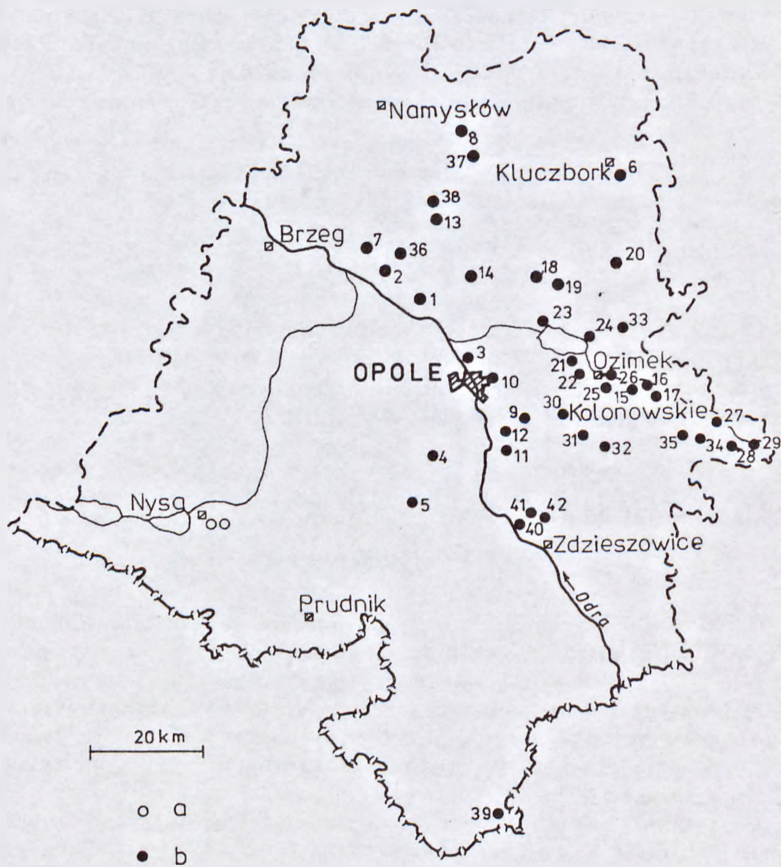 Namysłów
8
37
Kluczbork 6
38
13
Brzeg
7 36
2
14
18
19
20
1
23
24 33
3
OPOLE
10
21
22
Ozimek
25 26 16
15 17
30
Kolonowskie
9
12
11
31
32
35 34
27
28 29
4
5
Nysa
41 42
40
Zdzieszowice
Odra
Prudnik
20 km
39
a
b